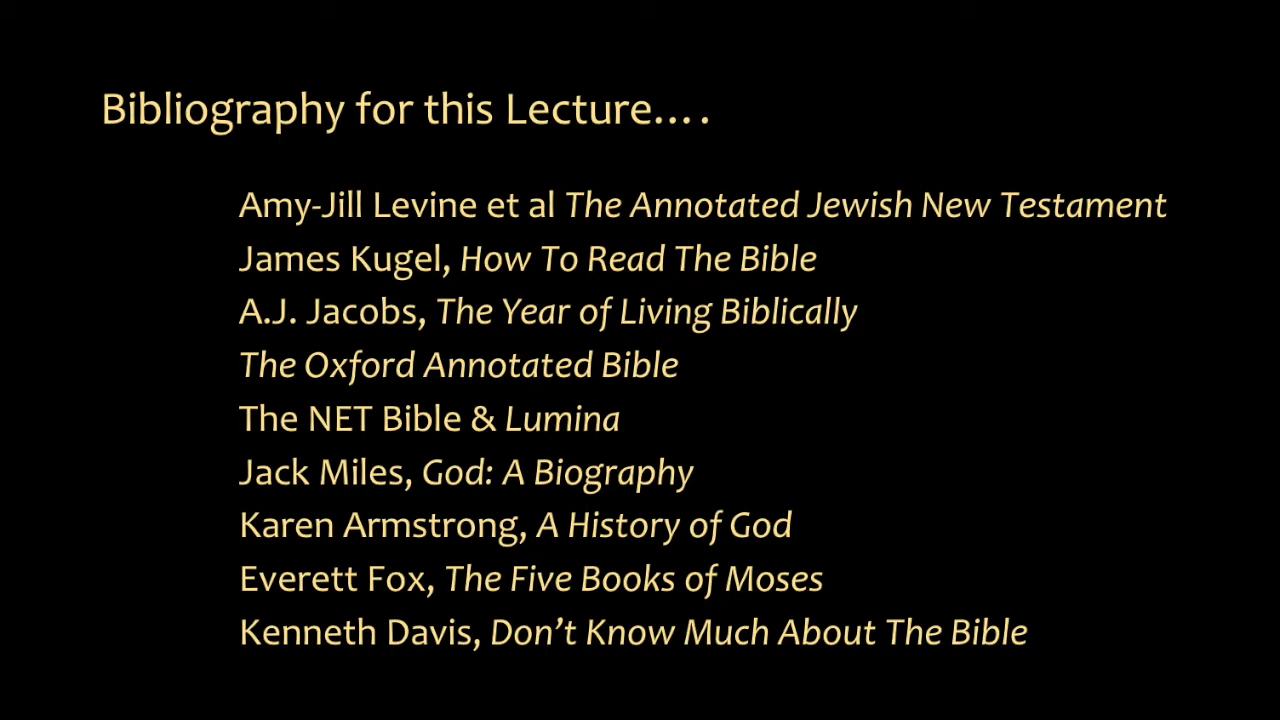 Bibliography for this Lecture....
Amy-Jill Levine et al The Annotated Jewish New Testament
James Kugel, How To Read The Bible
A.J. Jacobs, The Year of Living Biblically
The Oxford Annotated Bible
The NET Bible & Lumina
Jack Miles, God: A Biography
Karen Armstrong, A History of God
Everett Fox, The Five Books of Moses
Kenneth Davis, Don’t Know Much About The Bible